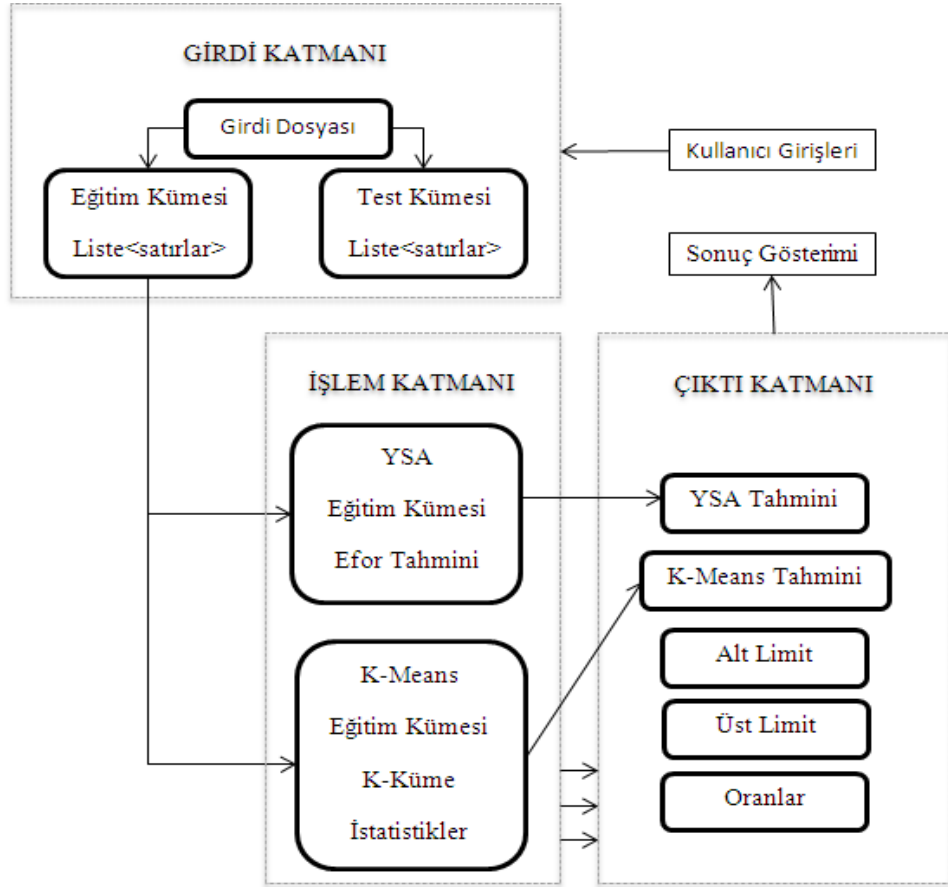 GİRDİ KATMANI
Girdi Dosyası
Eğitim Kümesi
Liste<satırlar>
Test Kümesi
Liste<satırlar>
Kullanıcı Girişleri
Sonuç Gösterimi
İŞLEM KATMANI
YSA
Eğitim Kümesi
Efor Tahmini
K-Means
Eğitim Kümesi
K-Küme
İstatistikler
ÇIKTI KATMANI
YSA Tahmini
K-Means Tahmini
Alt Limit
Üst Limit
Oranlar